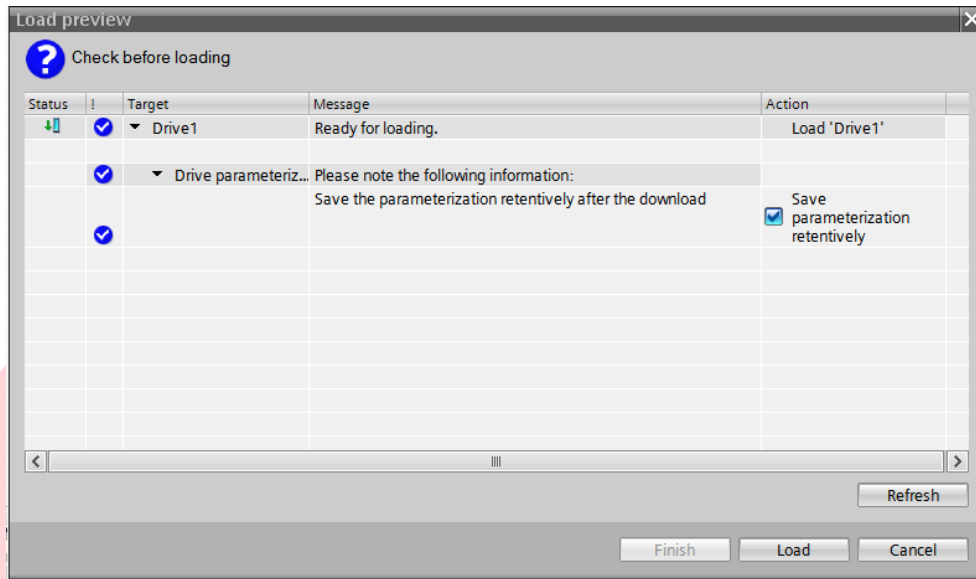 Load preview
Check before loading
Status ! Target Message Action
Drive1 Ready for loading. Load 'Drive1'
Drive parameteriz... Please note the following information:
Save the parameterization retentively after the download Save
parameterization
retentively
Refresh
Finish Load Cancel